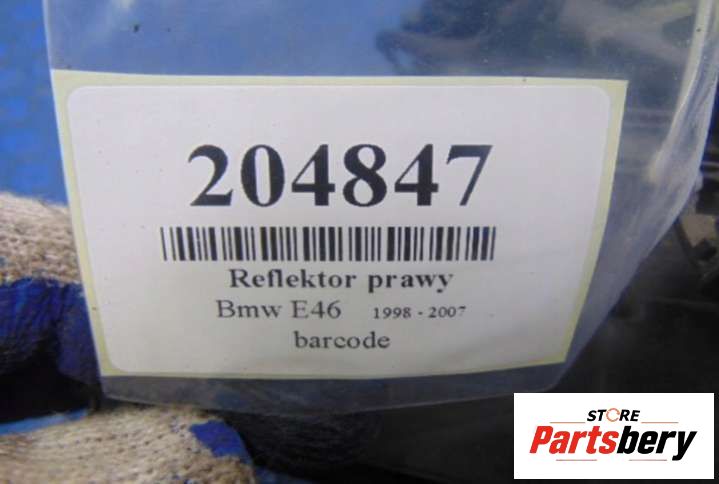 204847
Reflektor prawy
Bmw E46 1998 - 2007
barcode
STORE
Partsbery